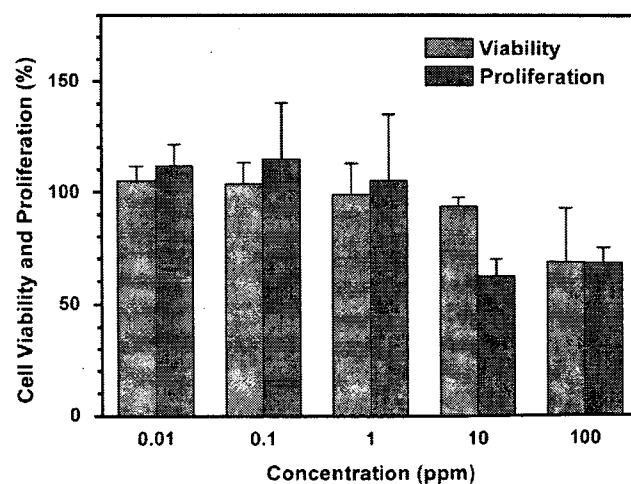 Viability
Proliferation
Cell Viability and Proliferation (%)
150
100
50
0
0.01 0.1 1 10 100
Concentration (ppm)